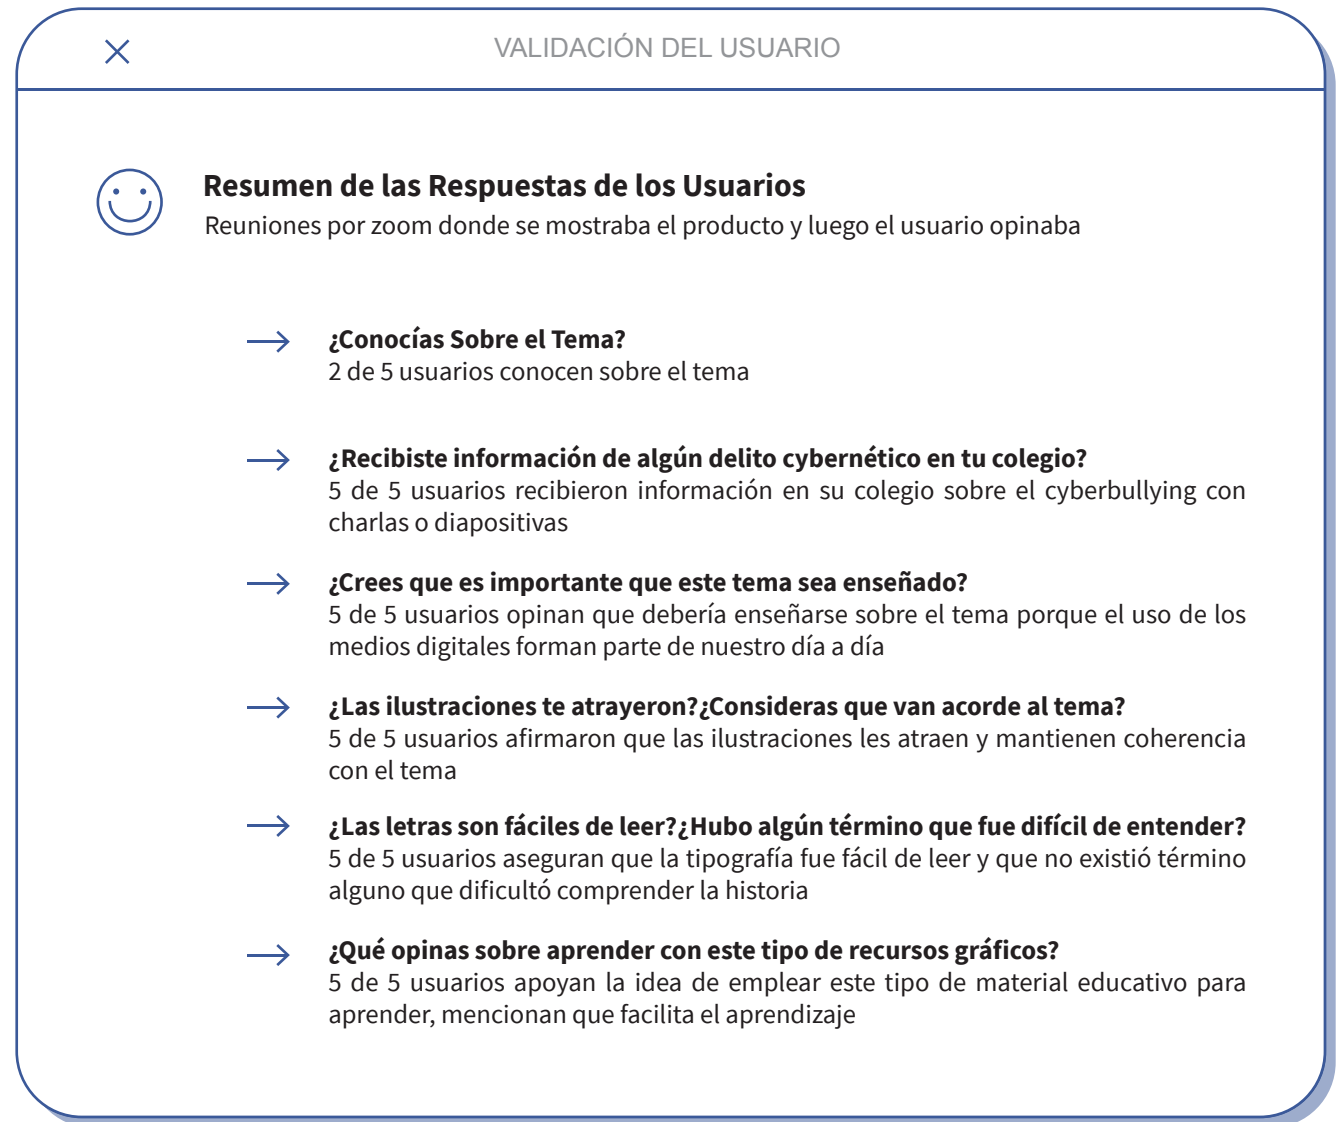 VALIDACIÓN DEL USUARIO
Resumen de las Respuestas de los Usuarios
Reuniones por zoom donde se mostraba el producto y luego el usuario opinaba
¿Conocías Sobre el Tema?
2 de 5 usuarios conocen sobre el tema
¿Recibiste información de algún delito cybernético en tu colegio?
5 de 5 usuarios recibieron información en su colegio sobre el cyberbullying con
charlas o diapositivas
¿Crees que es importante que este tema sea enseñado?
5 de 5 usuarios opinan que debería enseñarse sobre el tema porque el uso de los
medios digitales forman parte de nuestro día a día
¿Las ilustraciones te atrayeron?¿Consideras que van acorde al tema?
5 de 5 usuarios afirmaron que las ilustraciones les atraen y mantienen coherencia
con el tema
¿Las letras son fáciles de leer?¿Hubo algún término que fue difícil de entender?
5 de 5 usuarios aseguran que la tipografía fue fácil de leer y que no existió término
alguno que dificultó comprender la historia
¿Qué opinas sobre aprender con este tipo de recursos gráficos?
5 de 5 usuarios apoyan la idea de emplear este tipo de material educativo para
aprender, mencionan que facilita el aprendizaje